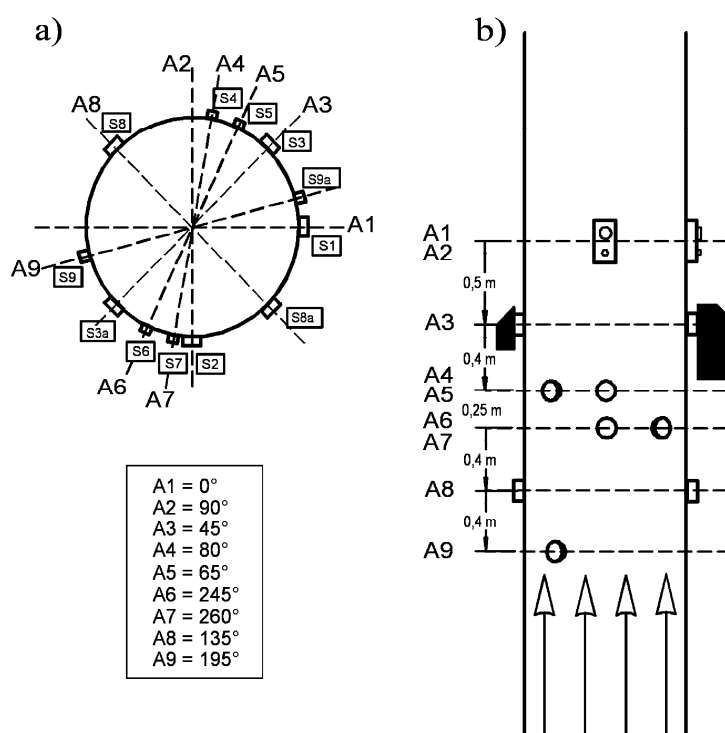 a)
A2
A4
A5
A8
A3
S8
S4
S5
S3
S9a
A1
S1
A9
S9
S3a
S8a
S6
S7
S2
A6
A7
A1 = 0°
A2 = 90°
A3 = 45°
A4 = 80°
A5 = 65°
A6 = 245°
A7 = 260°
A8 = 135°
A9 = 195°
b)
A1
A2
0,5 m
A3
0,4 m
A4
A5
0,25 m
A6
A7
0,4 m
A8
0,4 m
A9